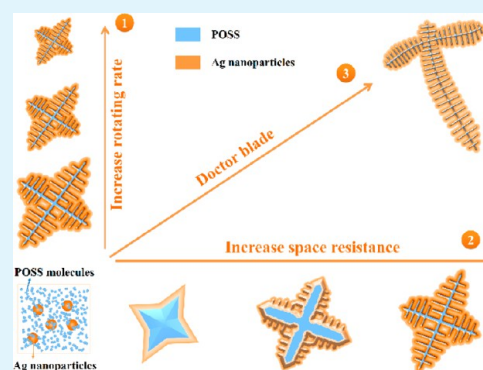 1
POSS
Ag nanoparticles
Increase rotating rate
3
Doctor blade
2
Increase space resistance
POSS molecules
Ag nanoparticles